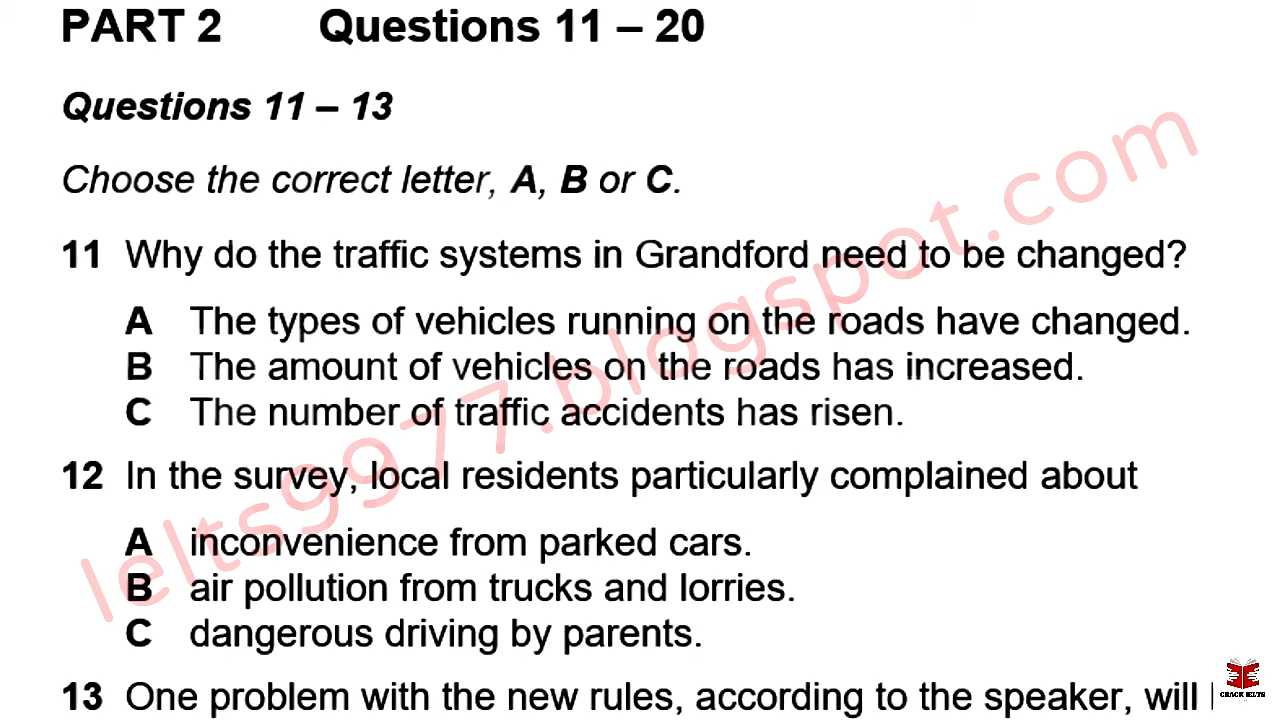 PART 2 Questions 11 – 20
Questions 11 – 13
Choose the correct letter, A, B or C.
11 Why do the traffic systems in Grandford need to be changed?
A The types of vehicles running on the roads have changed.
B The amount of vehicles on the roads has increased.
C The number of traffic accidents has risen.
12 In the survey, local residents particularly complained about
A inconvenience from parked cars.
B air pollution from trucks and lorries.
C dangerous driving by parents.
13 One problem with the new rules, according to the speaker, will
Ielts9977.blogspot.com
CRACK IELTS